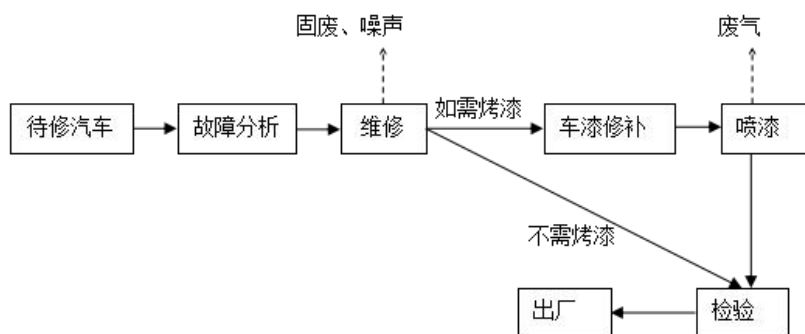 固废、噪声
废气
待修汽车
故障分析
维修
如需烤漆
车漆修补
喷漆
不需烤漆
出厂
检验